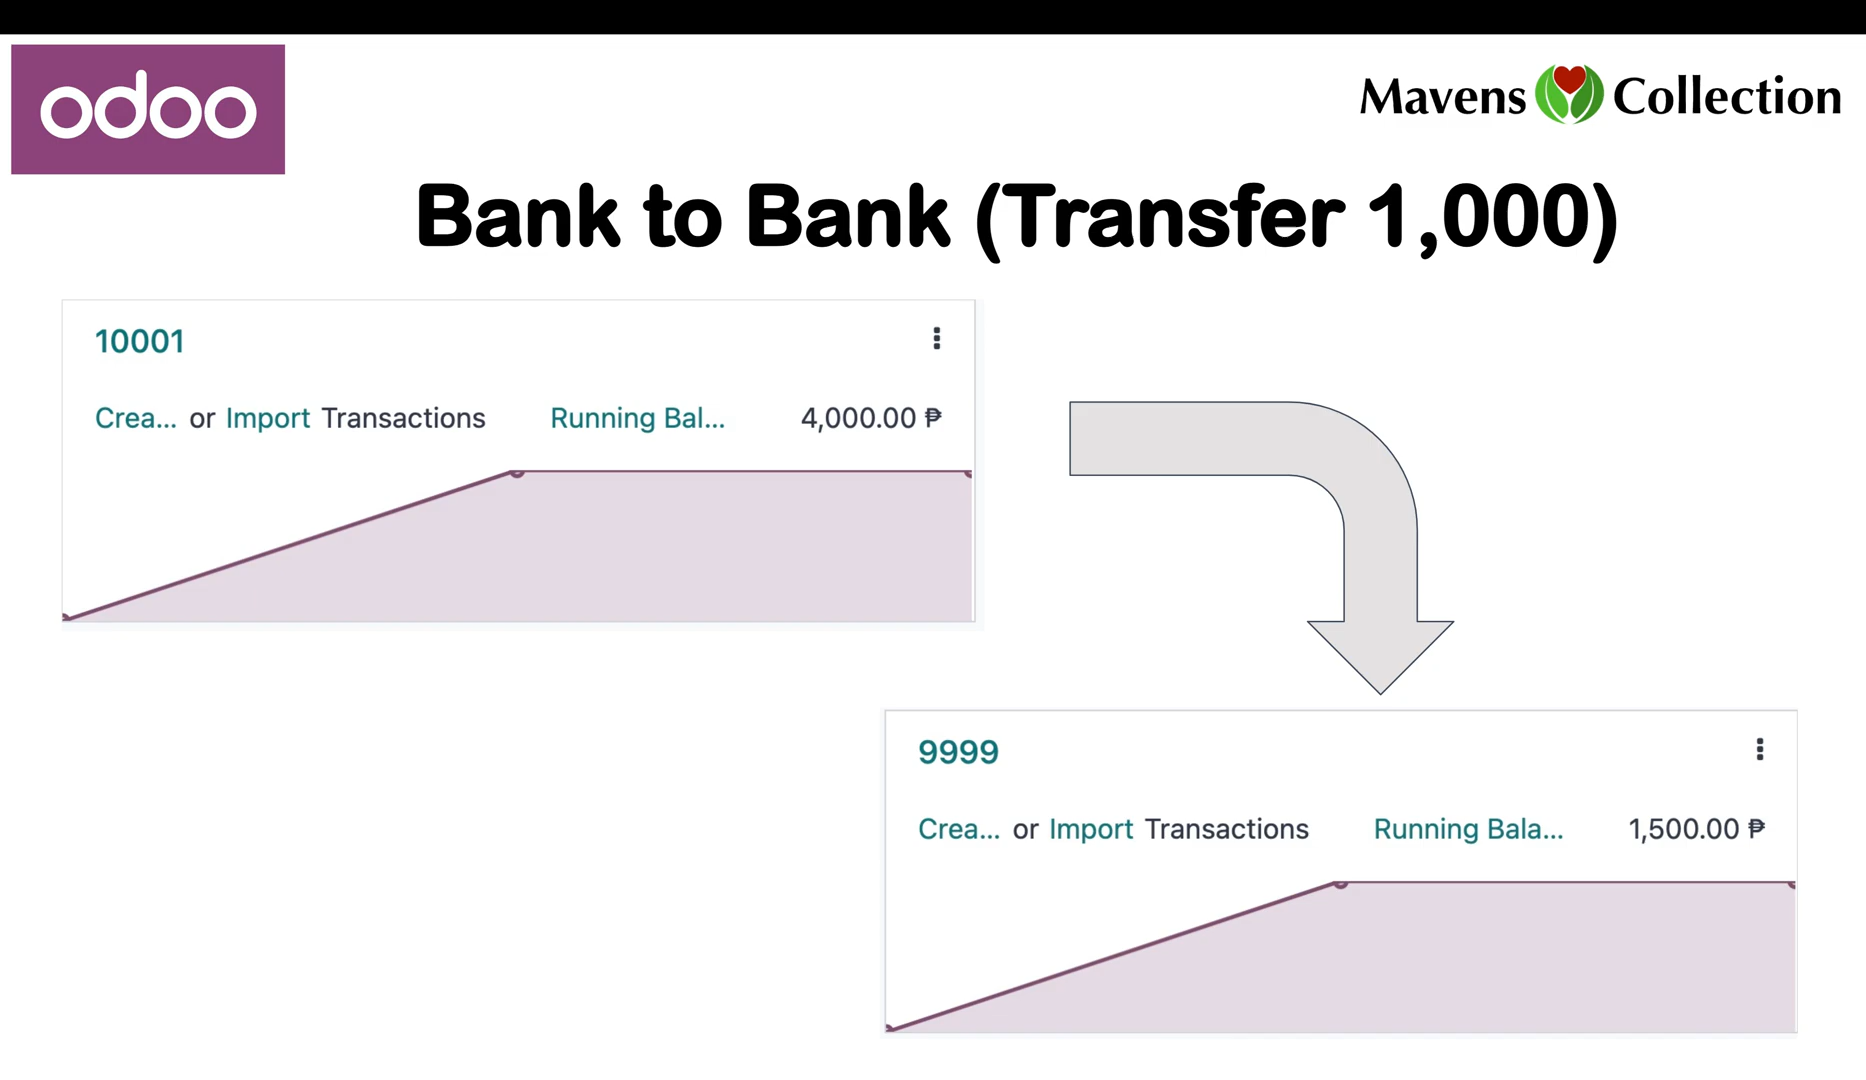 odoo
Mavens Collection
Bank to Bank (Transfer 1,000)
10001
Crea... or Import Transactions Running Bal... 4,000.00 ₱
9999
Crea... or Import Transactions Running Bala... 1,500.00 ₱